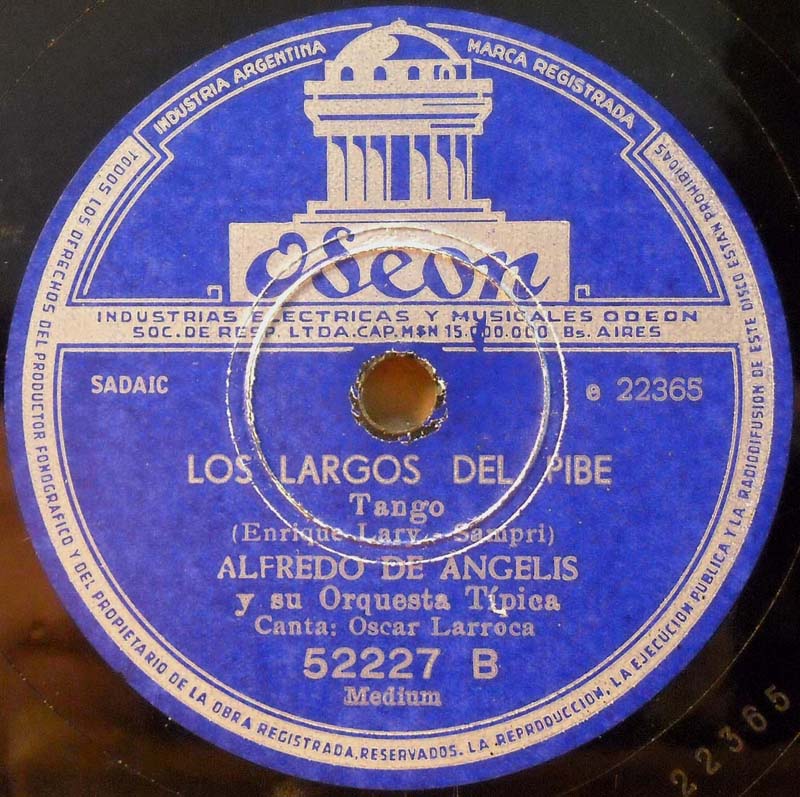 INDUSTRIA ARGENTINA
MARCA REGISTRADA
Odeon
INDUSTRIAS ELECTRICAS Y MUSICALES ODEON
SOC. DE RESP. LTDA. CAP. M$N 15.000.000 Bs. AIRES
SADAIC
e 22365
LOS LARGOS DEL PIBE
Tango
(Enrique Lary - Sampri)
ALFREDO DE ANGELIS
y su Orquesta Típica
Canta: Oscar Larroca
52227 B
Medium
TODOS LOS DERECHOS DEL PRODUCTOR FONOGRAFICO Y DEL PROPIETARIO DE LA OBRA REGISTRADA, RESERVADOS. LA REPRODUCCION, LA EJECUCION PUBLICA Y LA RADIODIFUSION DE ESTE DISCO ESTAN PROHIBIDAS
22365